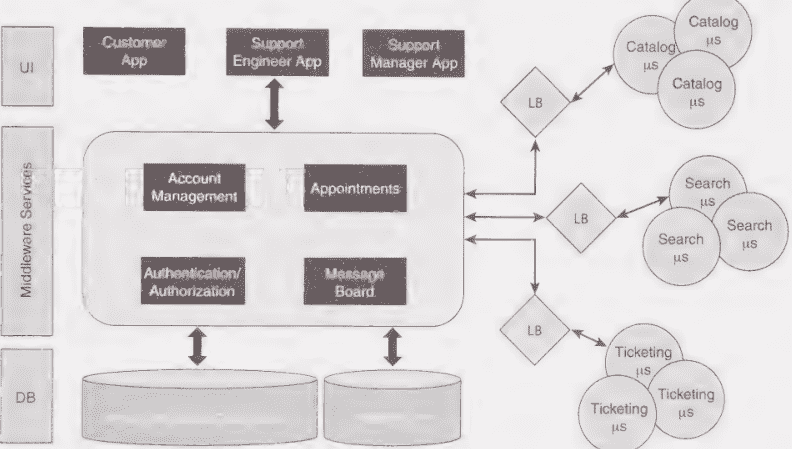 UI
Customer
App
Support
Engineer App
Support
Manager App
Middleware Services
Account
Management
Appointments
Authentication/
Authorization
Message
Board
DB
LB
Catalog
μs
Catalog
μs
Catalog
μs
LB
Search
μs
Search
μs
Search
μs
LB
Ticketing
μs
Ticketing
μs
Ticketing
μs